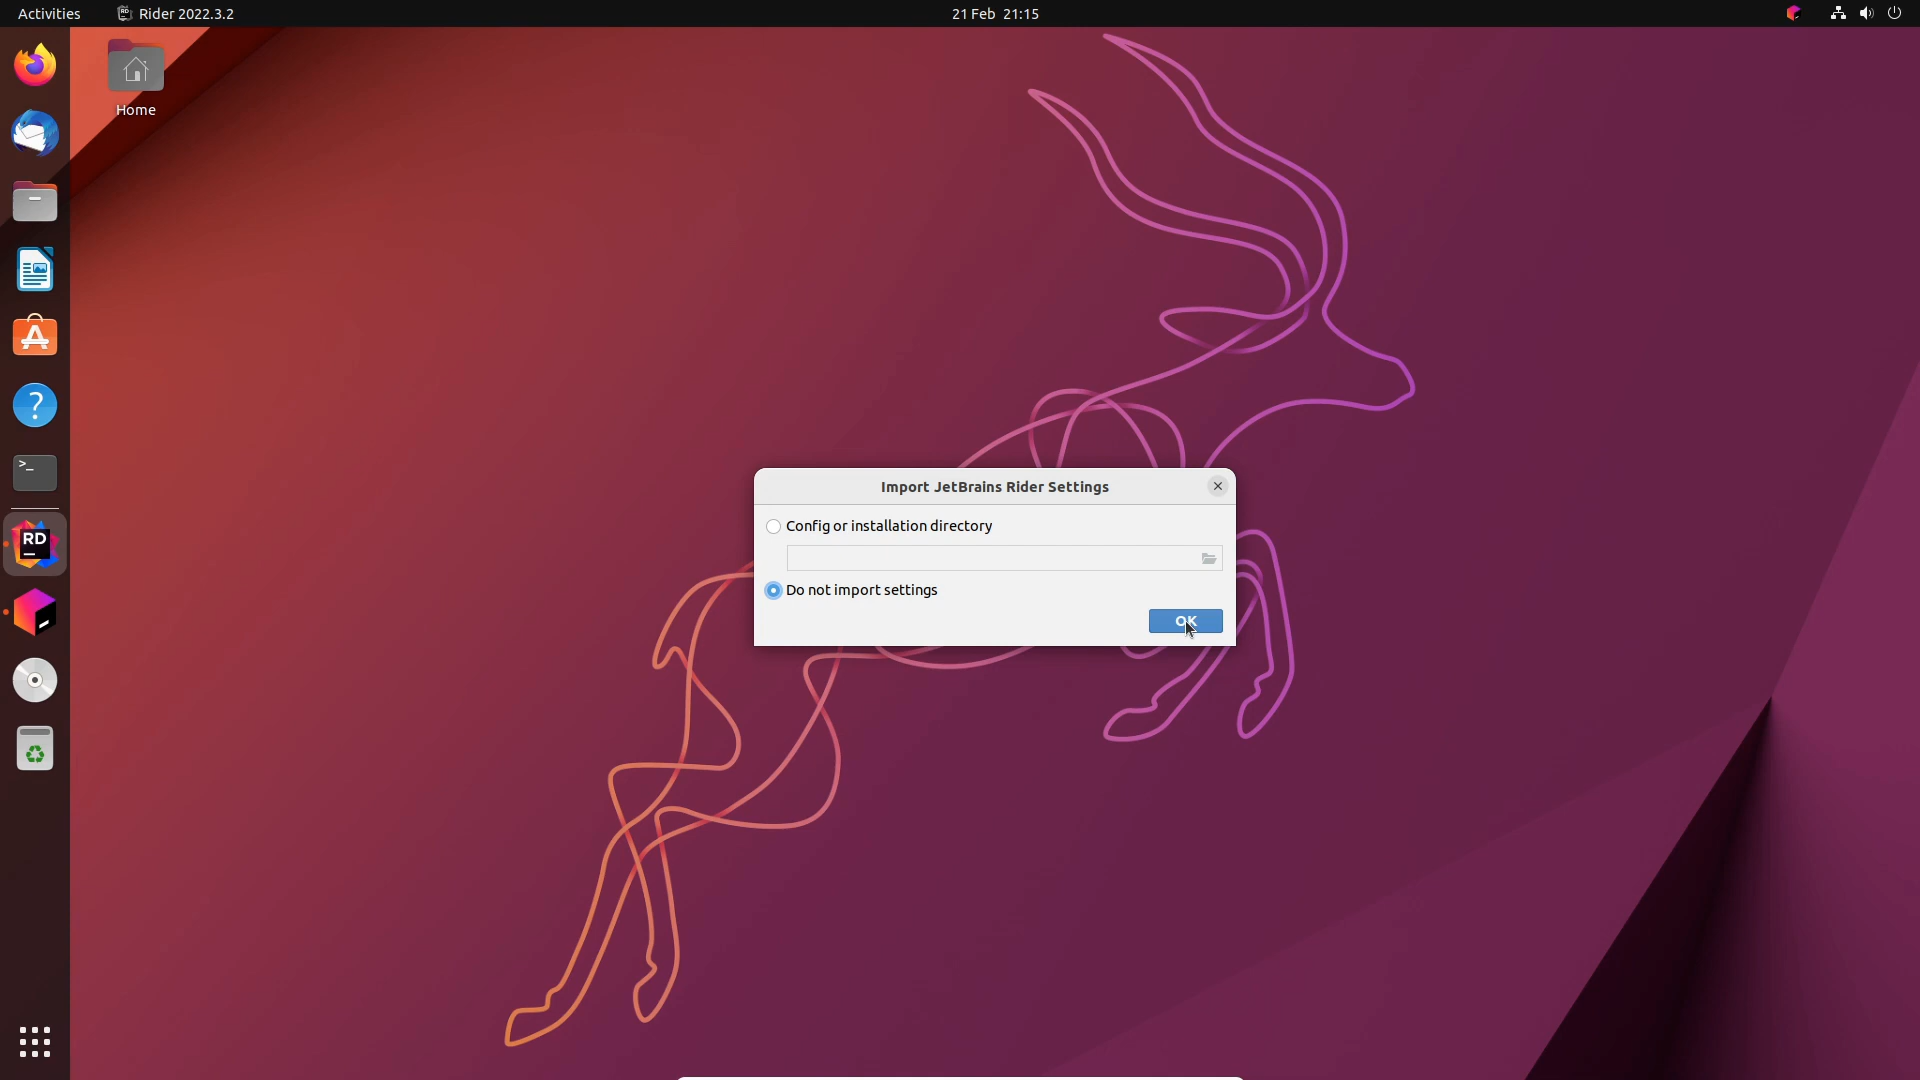 Activities
Rider 2022.3.2
21 Feb 21:15
Home
RD
Import JetBrains Rider Settings
Config or installation directory
Do not import settings
OK